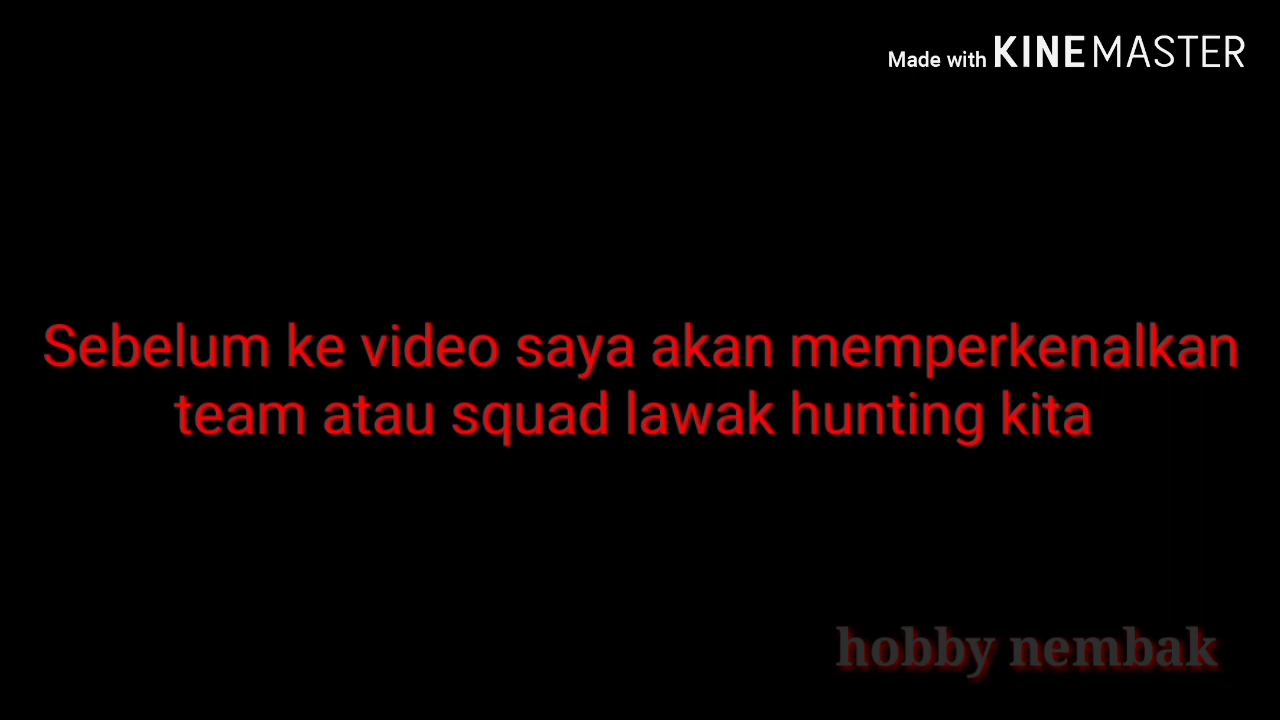 Made with KINEMASTER
Sebelum ke video saya akan memperkenalkan
team atau squad lawak hunting kita
hobby nembak